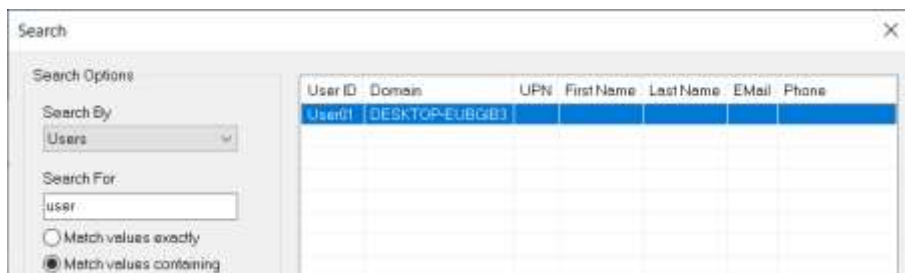 Search
Search Options
Search By
Users
Search For
user
Match values exactly
Match values containing
User ID Domain UPN First Name Last Name EMail Phone
User01 DESKTOP-EUBGIB3